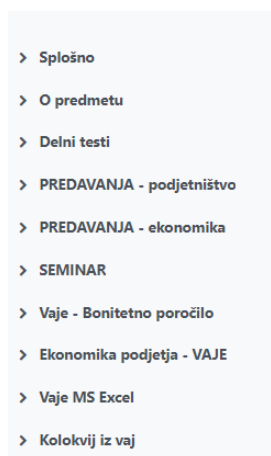 Splošno
O predmetu
Delni testi
PREDAVANJA - podjetništvo
PREDAVANJA - ekonomika
SEMINAR
Vaje - Bonitetno poročilo
Ekonomika podjetja - VAJE
Vaje MS Excel
Kolokvij iz vaj